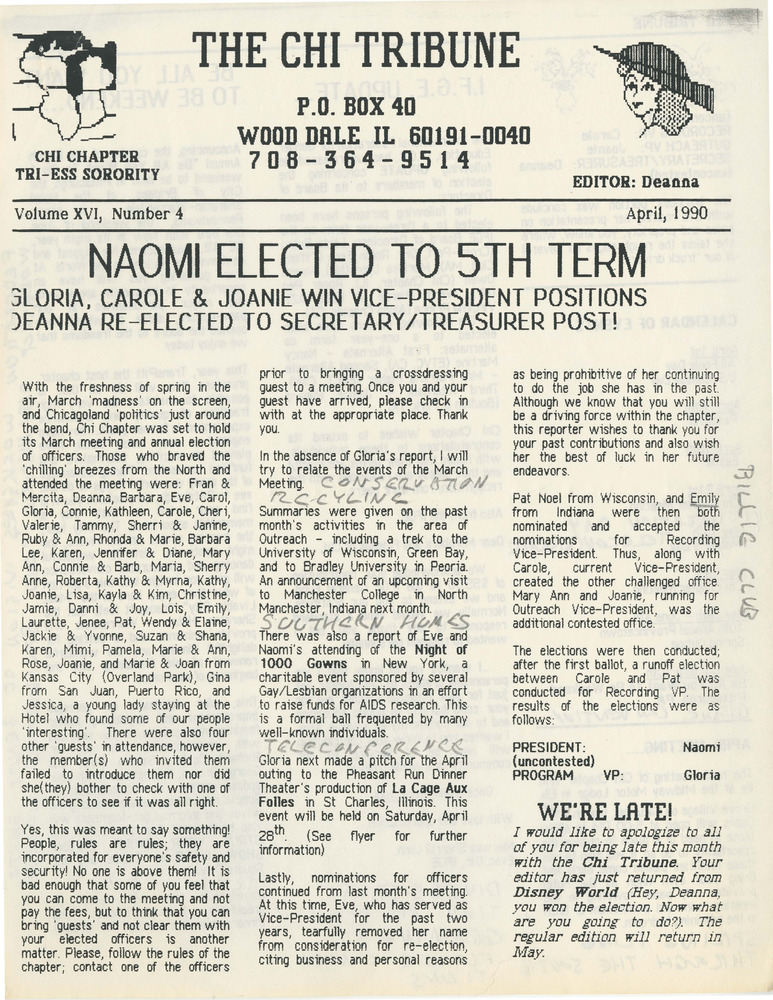 THE CHI TRIBUNE
P.O. BOX 40
WOOD DALE IL 60191-0040
708-364-9514
CHI CHAPTER
TRI-ESS SORORITY
EDITOR: Deanna
Volume XVI, Number 4
April, 1990
NAOMI ELECTED TO 5TH TERM
GLORIA, CAROLE & JOANIE WIN VICE-PRESIDENT POSITIONS
DEANNA RE-ELECTED TO SECRETARY/TREASURER POST!
With the freshness of spring in the
air, March 'madness' on the screen,
and Chicagoland 'politics' just around
the bend, Chi Chapter was set to hold
its March meeting and annual election
of officers. Those who braved the
'chilling' breezes from the North and
attended the meeting were: Fran &
Mercita, Deanna, Barbara, Eve, Carol,
Gloria, Connie, Kathleen, Carole, Cheri,
Valerie, Tammy, Sherri & Janine,
Ruby & Ann, Rhonda & Marie, Barbara
Lee, Karen, Jennifer & Diane, Mary
Ann, Connie & Barb, Maria, Sherry
Anne, Roberta, Kathy & Myrna, Kathy,
Joanie, Lisa, Kayla & Kim, Christine,
Jamie, Danni & Joy, Lois, Emily,
Laurette, Jenee, Pat, Wendy & Elaine,
Jackie & Yvonne, Suzan & Shana,
Karen, Mimi, Pamela, Marie & Ann,
Rose, Joanie, and Marie & Joan from
Kansas City (Overland Park), Gina
from San Juan, Puerto Rico, and
Jessica, a young lady staying at the
Hotel who found some of our people
'interesting'. There were also four
other 'guests' in attendance, however,
the member(s) who invited them
failed to introduce them nor did
she(they) bother to check with one of
the officers to see if it was all right.
Yes, this was meant to say something!
People, rules are rules; they are
incorporated for everyone's safety and
security! No one is above them! It is
bad enough that some of you feel that
you can come to the meeting and not
pay the fees, but to think that you can
bring 'guests' and not clear them with
your elected officers is another
matter. Please, follow the rules of the
chapter; contact one of the officers
prior to bringing a crossdressing
guest to a meeting. Once you and your
guest have arrived, please check in
with at the appropriate place. Thank
you.
In the absence of Gloria's report, I will
try to relate the events of the March
Meeting. CONSERVATION
RECYLING
Summaries were given on the past
month's activities in the area of
Outreach - including a trek to the
University of Wisconsin, Green Bay,
and to Bradley University in Peoria.
An announcement of an upcoming visit
to Manchester College in North
Manchester, Indiana next month.
SOUTHERN HOMES
There was also a report of Eve and
Naomi's attending of the Night of
1000 Gowns in New York, a
charitable event sponsored by several
Gay/Lesbian organizations in an effort
to raise funds for AIDS research. This
is a formal ball frequented by many
well-known individuals.
TELECONFERENCE
Gloria next made a pitch for the April
outing to the Pheasant Run Dinner
Theater's production of La Cage Aux
Folles in St Charles, Illinois. This
event will be held on Saturday, April
28th. (See flyer for further
information)
Lastly, nominations for officers
continued from last month's meeting.
At this time, Eve, who has served as
Vice-President for the past two
years, tearfully removed her name
from consideration for re-election,
citing business and personal reasons
as being prohibitive of her continuing
to do the job she has in the past.
Although we know that you will still
be a driving force within the chapter,
this reporter wishes to thank you for
your past contributions and also wish
her the best of luck in her future
endeavors.
Pat Noel from Wisconsin, and Emily
from Indiana were then both
nominated and accepted the
nominations for Recording
Vice-President. Thus, along with
Carole, current Vice-President,
created the other challenged office.
Mary Ann and Joanie, running for
Outreach Vice-President, was the
additional contested office.
The elections were then conducted;
after the first ballot, a runoff election
between Carole and Pat was
conducted for Recording VP. The
results of the elections were as
follows:
PRESIDENT: Naomi
(uncontested)
PROGRAM VP: Gloria
WE'RE LATE!
I would like to apologize to all
of you for being late this month
with the Chi Tribune. Your
editor has just returned from
Disney World (Hey, Deanna,
you won the election. Now what
are you going to do?). The
regular edition will return in
May.
BILLIE CLUB